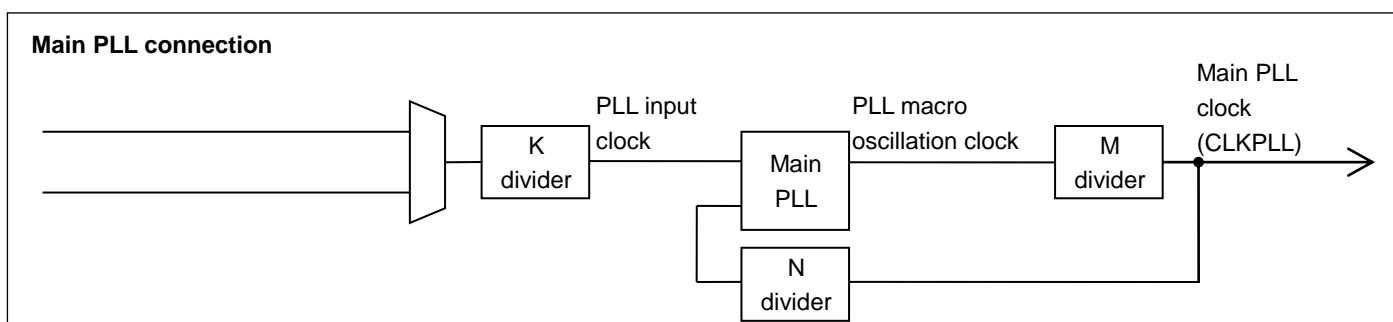 Main PLL connection
Main PLL
clock
(CLKPLL)
PLL input
clock
PLL macro
oscillation clock
K
divider
Main
PLL
M
divider
N
divider